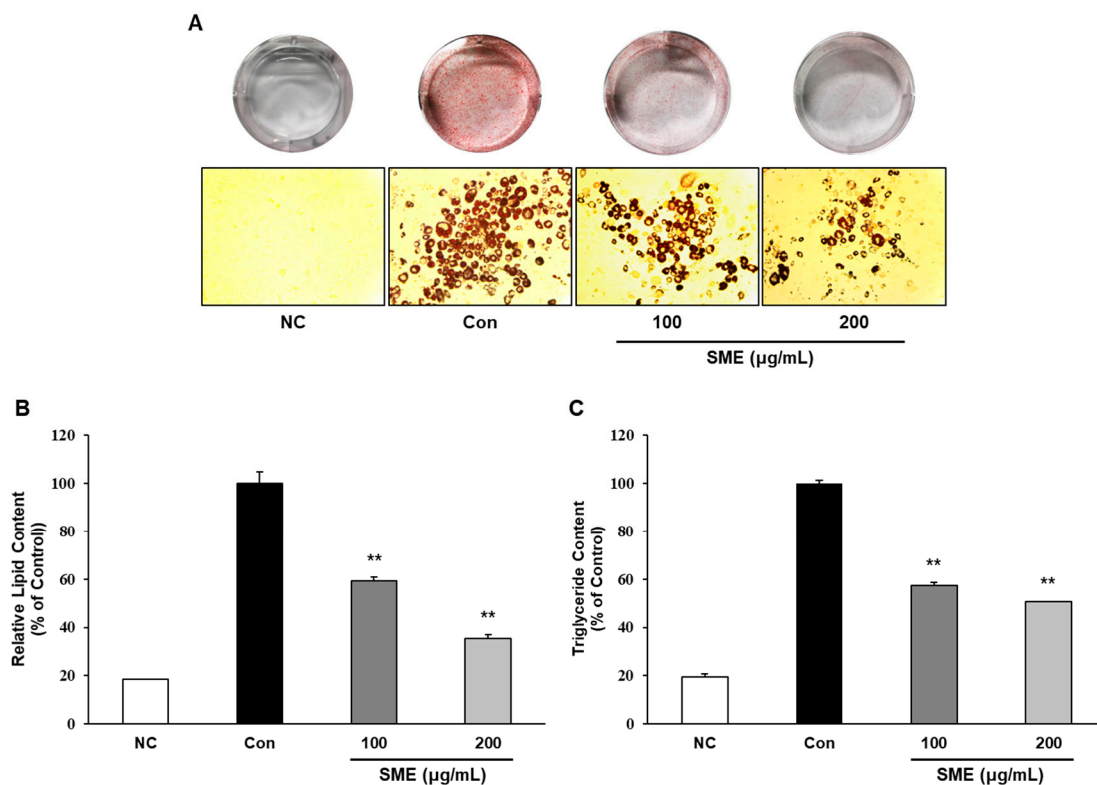 A
NC Con 100 200
SME (µg/mL)
B
Relative Lipid Content
(% of Control))
120
100
80
60
40
20
0
**
**
NC Con 100 200
SME (µg/mL)
C
Triglyceride Content
(% of Control)
120
100
80
60
40
20
0
**
**
NC Con 100 200
SME (µg/mL)